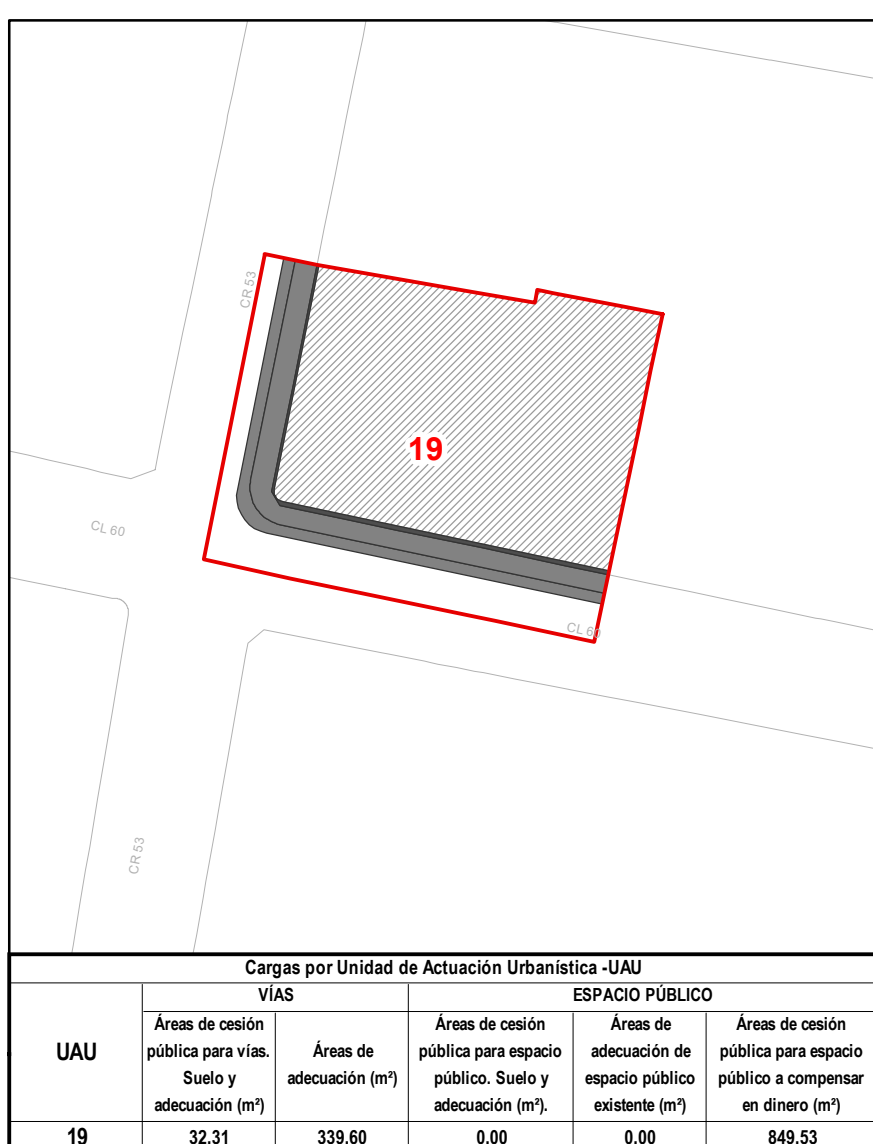 CR 53
19
CL 60
CL 60
CR 53
Cargas por Unidad de Actuación Urbanística -UAU
UAU
VÍAS
ESPACIO PÚBLICO
Áreas de cesión
pública para vías.
Suelo y
adecuación (m²)
Áreas de
adecuación (m²)
Áreas de cesión
pública para espacio
público. Suelo y
adecuación (m²).
Áreas de
adecuación de
espacio público
existente (m²)
Áreas de cesión
pública para espacio
público a compensar
en dinero (m²)
19 32.31 339.60 0.00 0.00 849.53